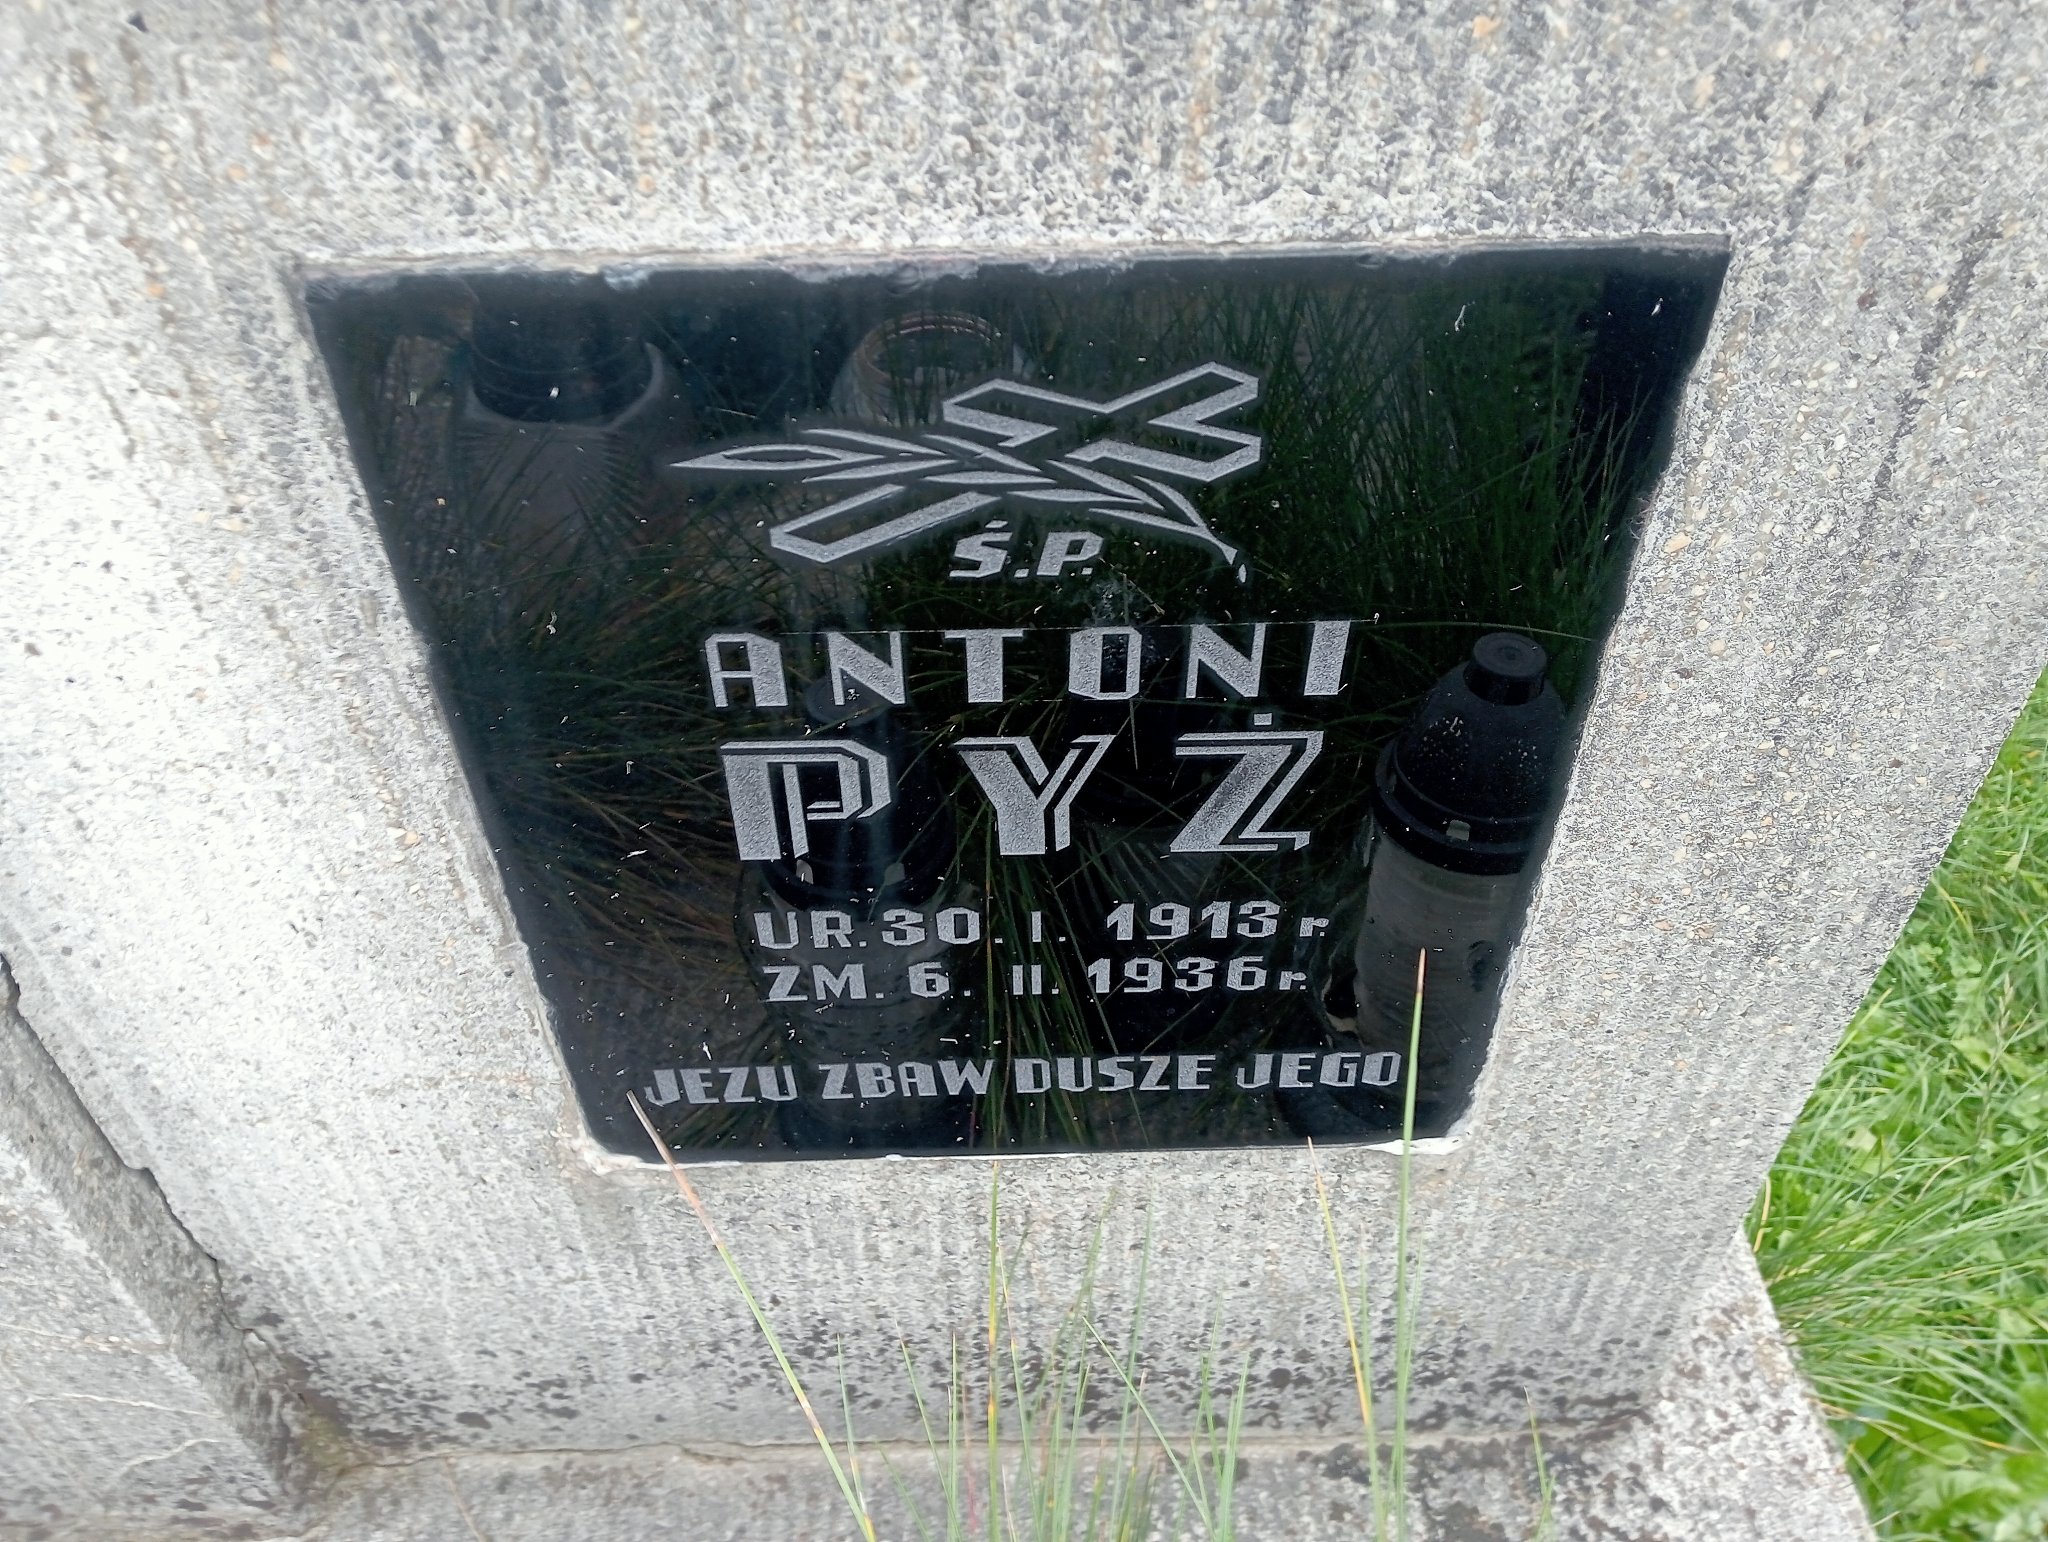 Ś.P.
ANTONI
PYŻ
UR. 30. I. 1913 r.
ZM. 6. II. 1936 r.
JEZU ZBAW DUSZE JEGO